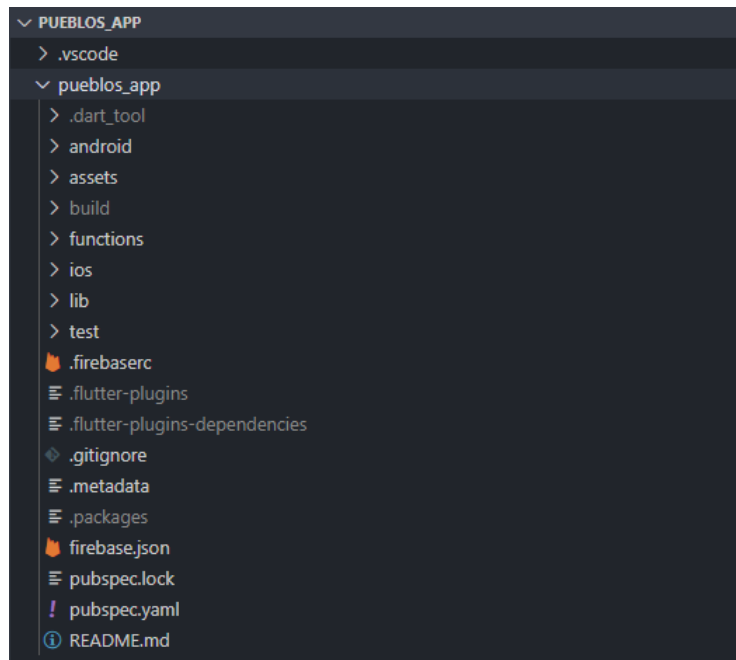 PUEBLOS_APP
.vscode
pueblos_app
.dart_tool
android
assets
build
functions
ios
lib
test
.firebaserc
.flutter-plugins
.flutter-plugins-dependencies
.gitignore
.metadata
.packages
firebase.json
pubspec.lock
pubspec.yaml
README.md